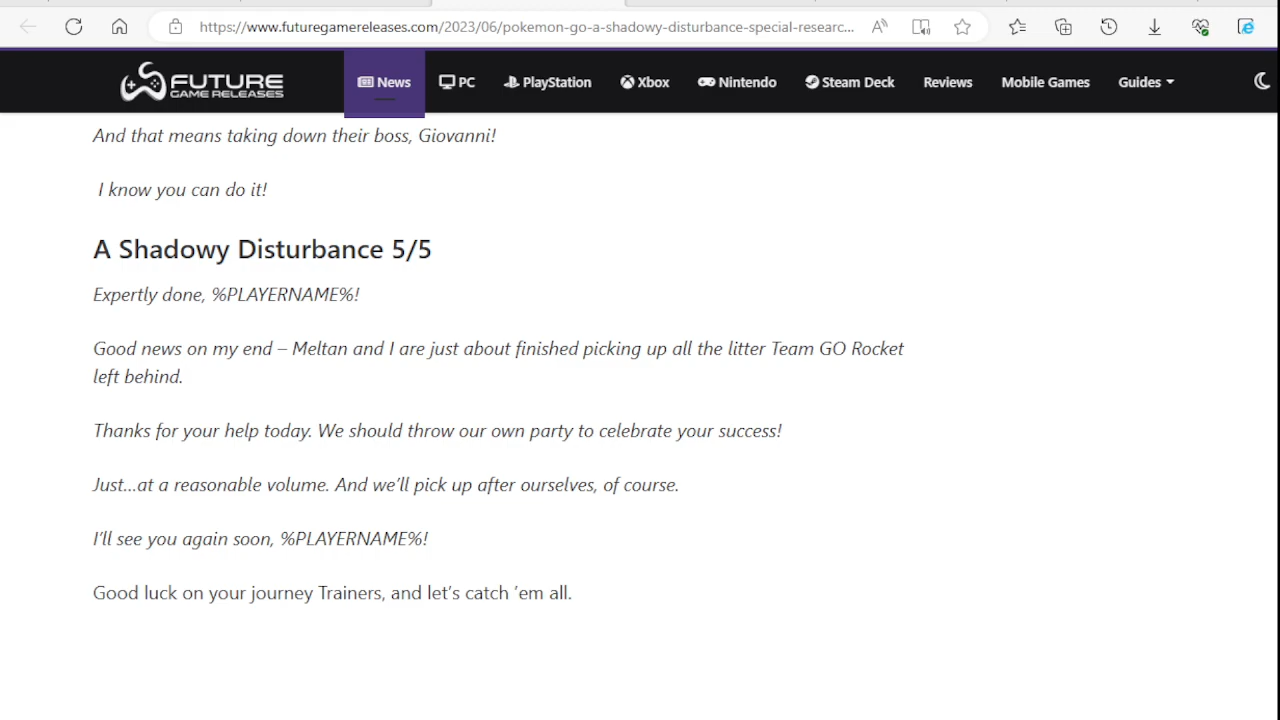 https://www.futuregamereleases.com/2023/06/pokemon-go-a-shadowy-disturbance-special-researc...
FUTURE
GAME RELEASES
News
PC
PlayStation
Xbox
Nintendo
Steam Deck
Reviews
Mobile Games
Guides
And that means taking down their boss, Giovanni!
I know you can do it!
A Shadowy Disturbance 5/5
Expertly done, %PLAYERNAME%!
Good news on my end – Meltan and I are just about finished picking up all the litter Team GO Rocket
left behind.
Thanks for your help today. We should throw our own party to celebrate your success!
Just…at a reasonable volume. And we’ll pick up after ourselves, of course.
I’ll see you again soon, %PLAYERNAME%!
Good luck on your journey Trainers, and let’s catch ’em all.